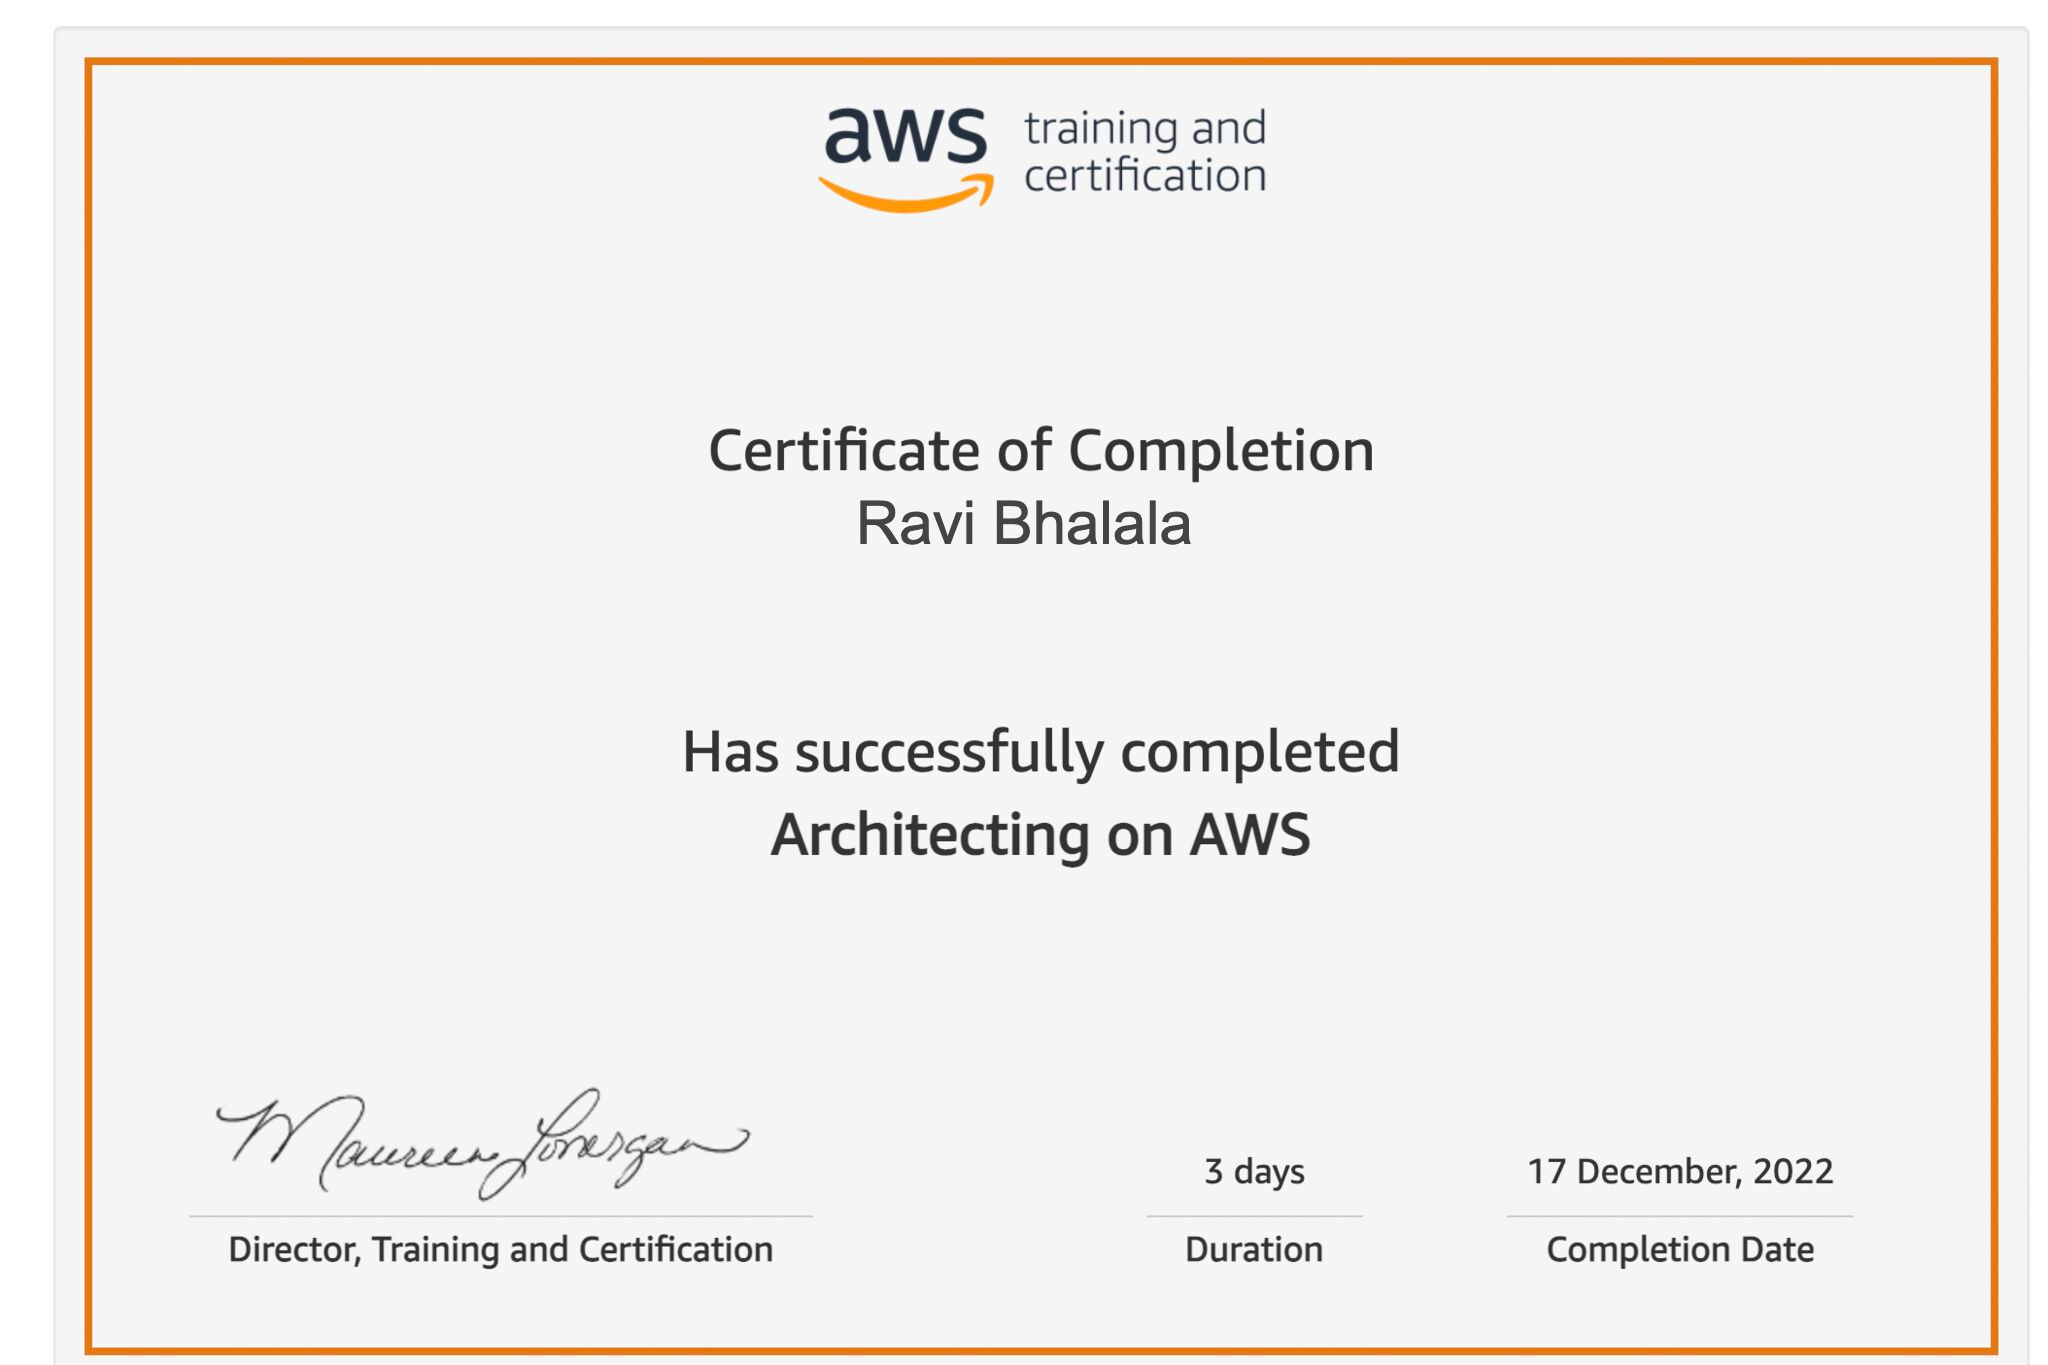 aws training and
certification
Certificate of Completion
Ravi Bhalala
Has successfully completed
Architecting on AWS
Maureen Lonergan
3 days
17 December, 2022
Director, Training and Certification
Duration
Completion Date